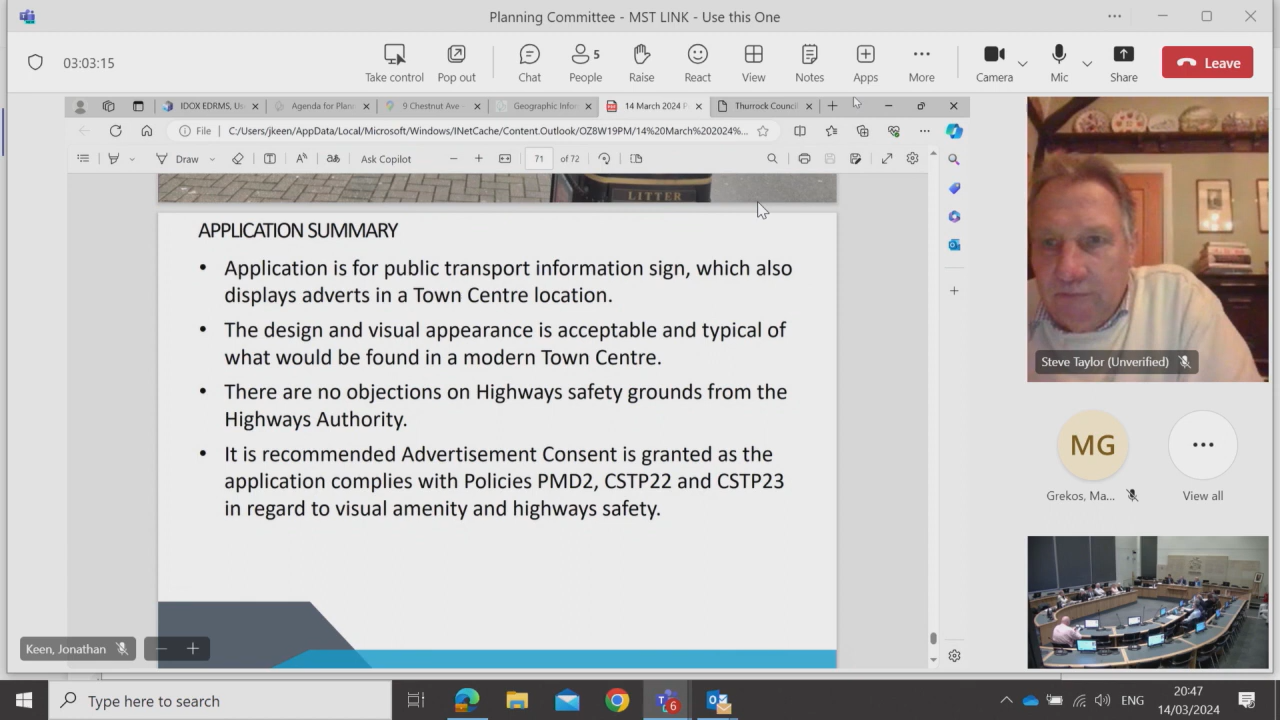 Planning Committee - MST LINK - Use this One
03:03:15
Take control
Pop out
Chat
5
People
Raise
React
View
Notes
Apps
More
Camera
Mic
Share
Leave
IDOX EDRMS, Us
Agenda for Plan
9 Chestnut Ave
Geographic Info
14 March 2024 P
Thurrock Counci
File
C:/Users/jkeen/AppData/Local/Microsoft/Windows/INetCache/Content.Outlook/OZ8W19PM/14%20March%202024%...
Draw
Ask Copilot
71
of 72
LITTER
APPLICATION SUMMARY
• Application is for public transport information sign, which also
displays adverts in a Town Centre location.
• The design and visual appearance is acceptable and typical of
what would be found in a modern Town Centre.
• There are no objections on Highways safety grounds from the
Highways Authority.
• It is recommended Advertisement Consent is granted as the
application complies with Policies PMD2, CSTP22 and CSTP23
in regard to visual amenity and highways safety.
Steve Taylor (Unverified)
MG
Grekos, Ma...
View all
Keen, Jonathan
Type here to search
6
ENG
20:47
14/03/2024